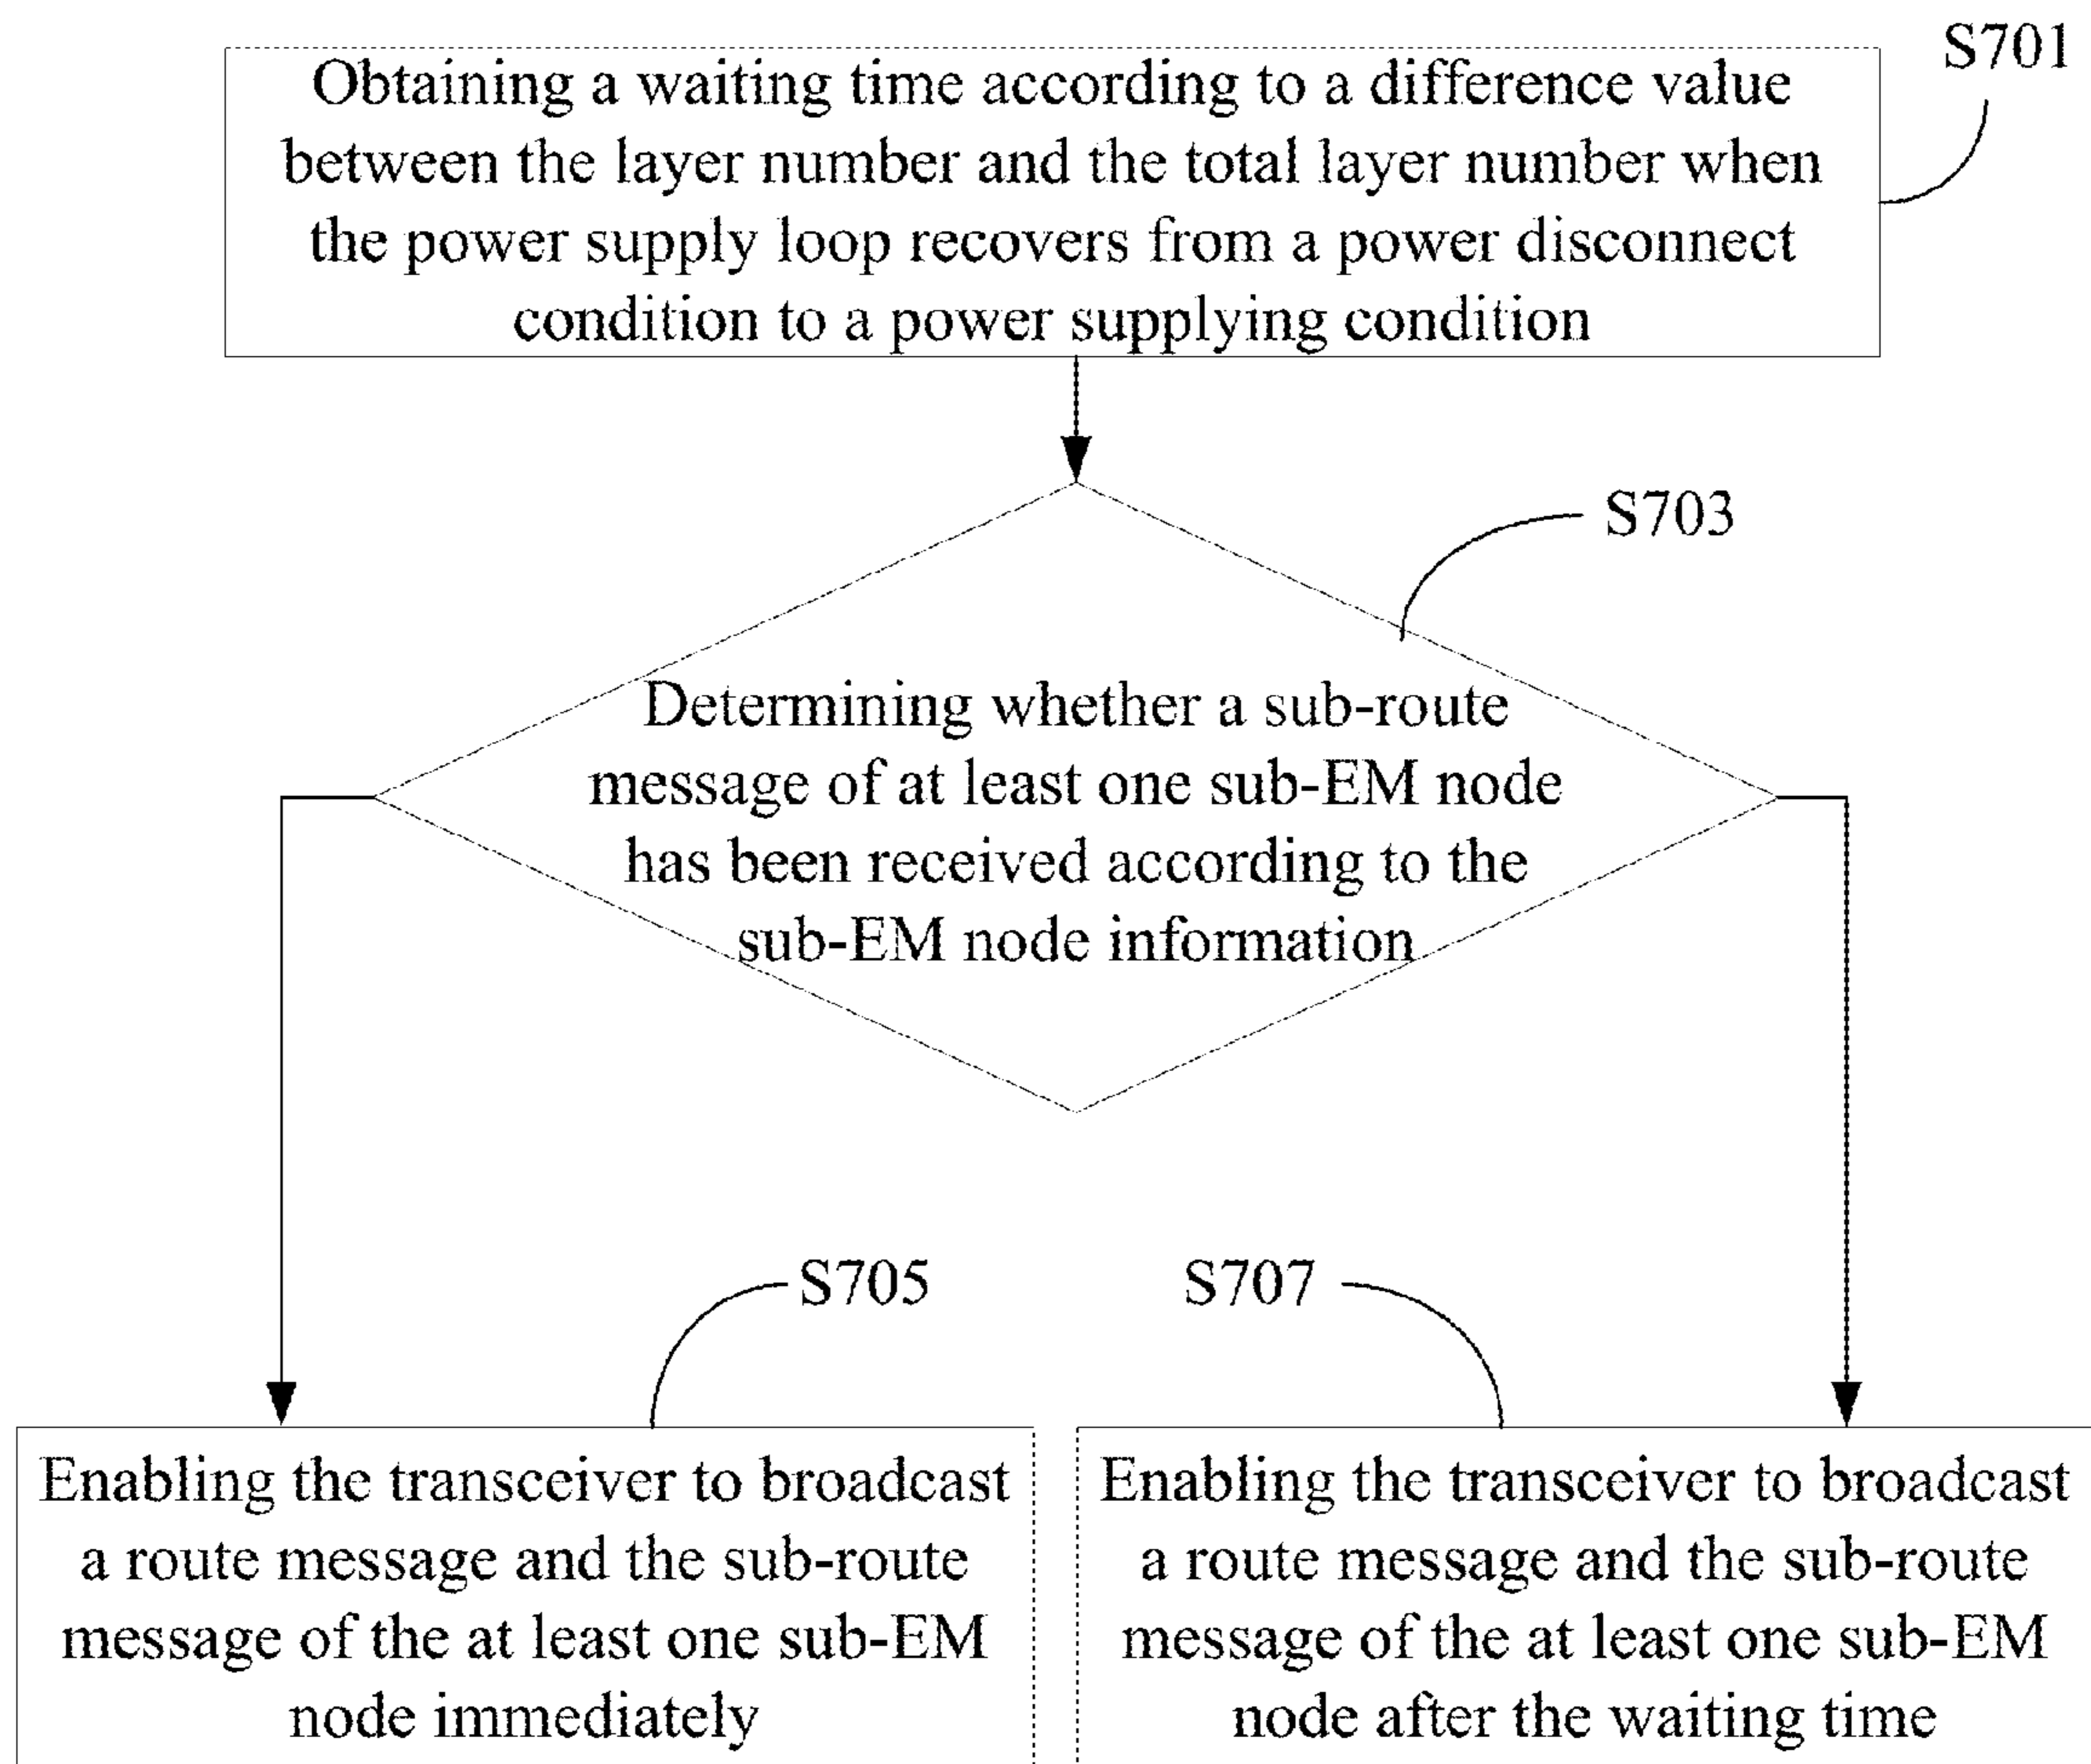 S701
Obtaining a waiting time according to a difference value
between the layer number and the total layer number when
the power supply loop recovers from a power disconnect
condition to a power supplying condition
S703
Determining whether a sub-route
message of at least one sub-EM node
has been received according to the
sub-EM node information
S705
S707
Enabling the transceiver to broadcast
a route message and the sub-route
message of the at least one sub-EM
node immediately
Enabling the transceiver to broadcast
a route message and the sub-route
message of the at least one sub-EM
node after the waiting time